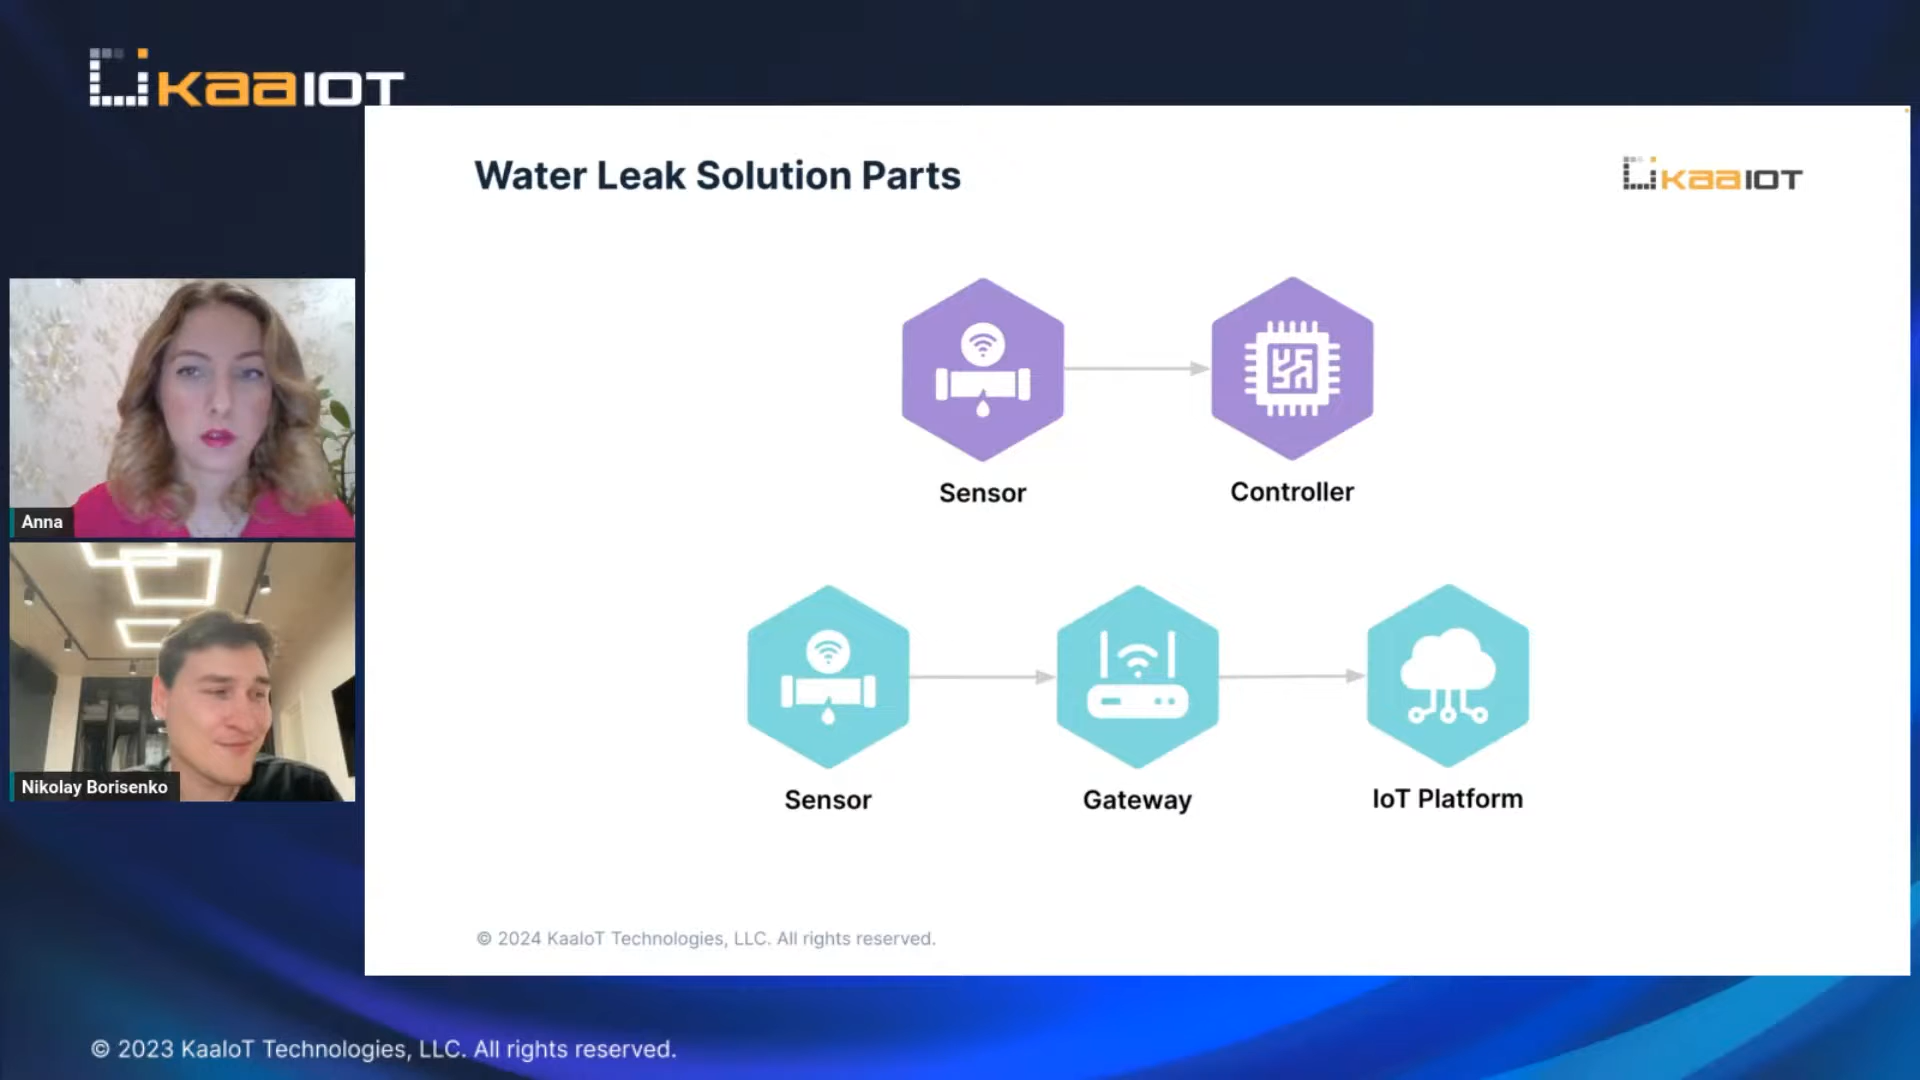 kaaIOT
Water Leak Solution Parts
kaaIOT
Sensor
Controller
Anna
Nikolay Borisenko
Sensor
Gateway
IoT Platform
© 2024 KaaIoT Technologies, LLC. All rights reserved.
© 2023 KaaIoT Technologies, LLC. All rights reserved.